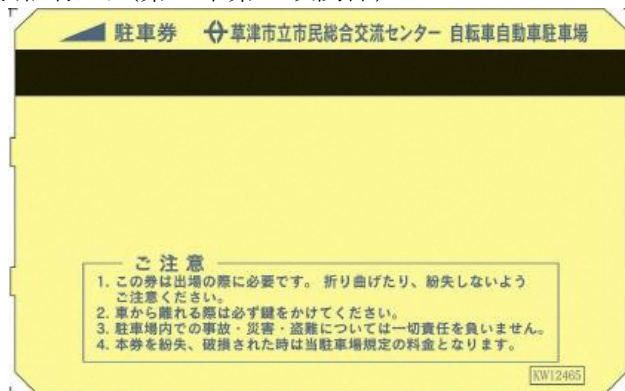 駐車券 草津市立市民総合交流センター 自転車自動車駐車場
ご注意
1. この券は出場の際に必要です。 折り曲げたり、紛失しないよう
ご注意ください。
2. 車から離れる際は必ず鍵をかけてください。
3. 駐車場内での事故・災害・盗難については一切責任を負いません。
4. 本券を紛失、破損された時は当駐車場規定の料金となります。
KW12465